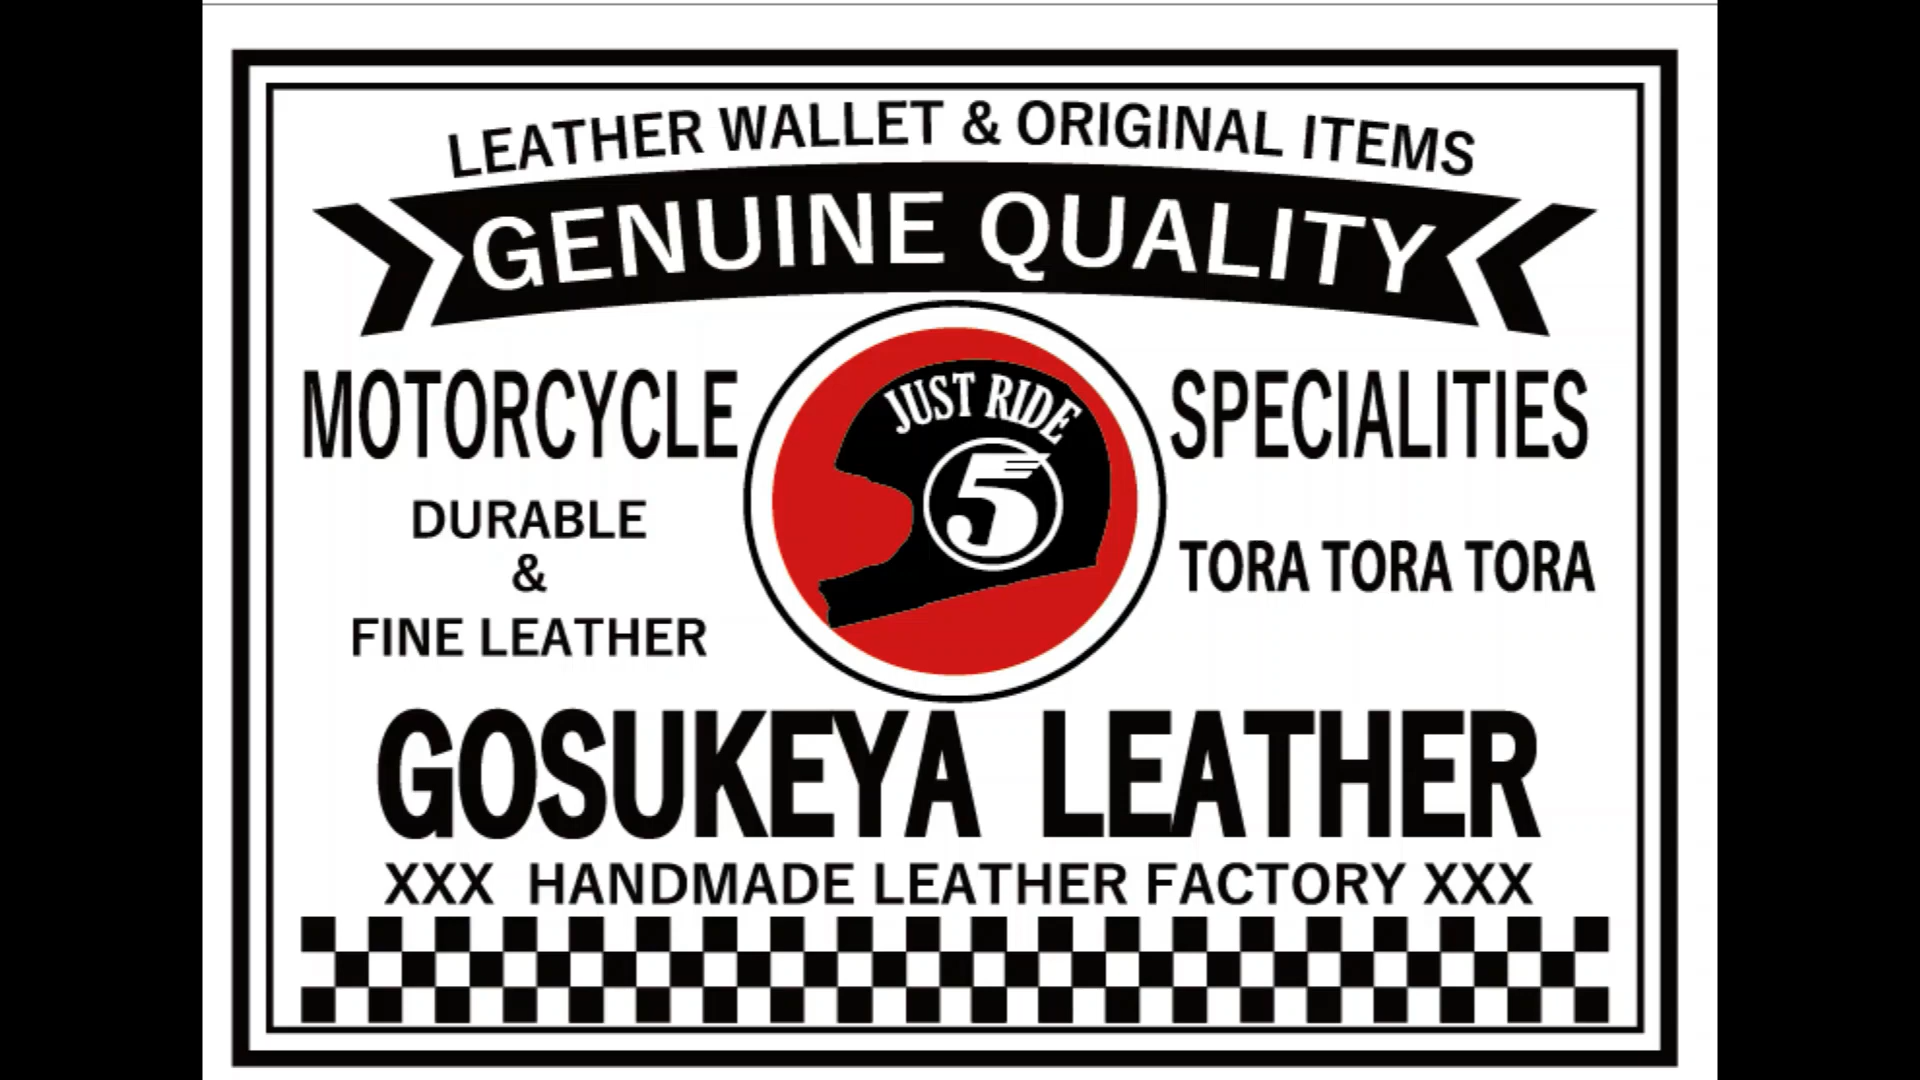 LEATHER WALLET & ORIGINAL ITEMS
GENUINE QUALITY
JUST RIDE
5
MOTORCYCLE
SPECIALITIES
DURABLE
&
FINE LEATHER
TORA TORA TORA
GOSUKEYA LEATHER
XXX HANDMADE LEATHER FACTORY XXX